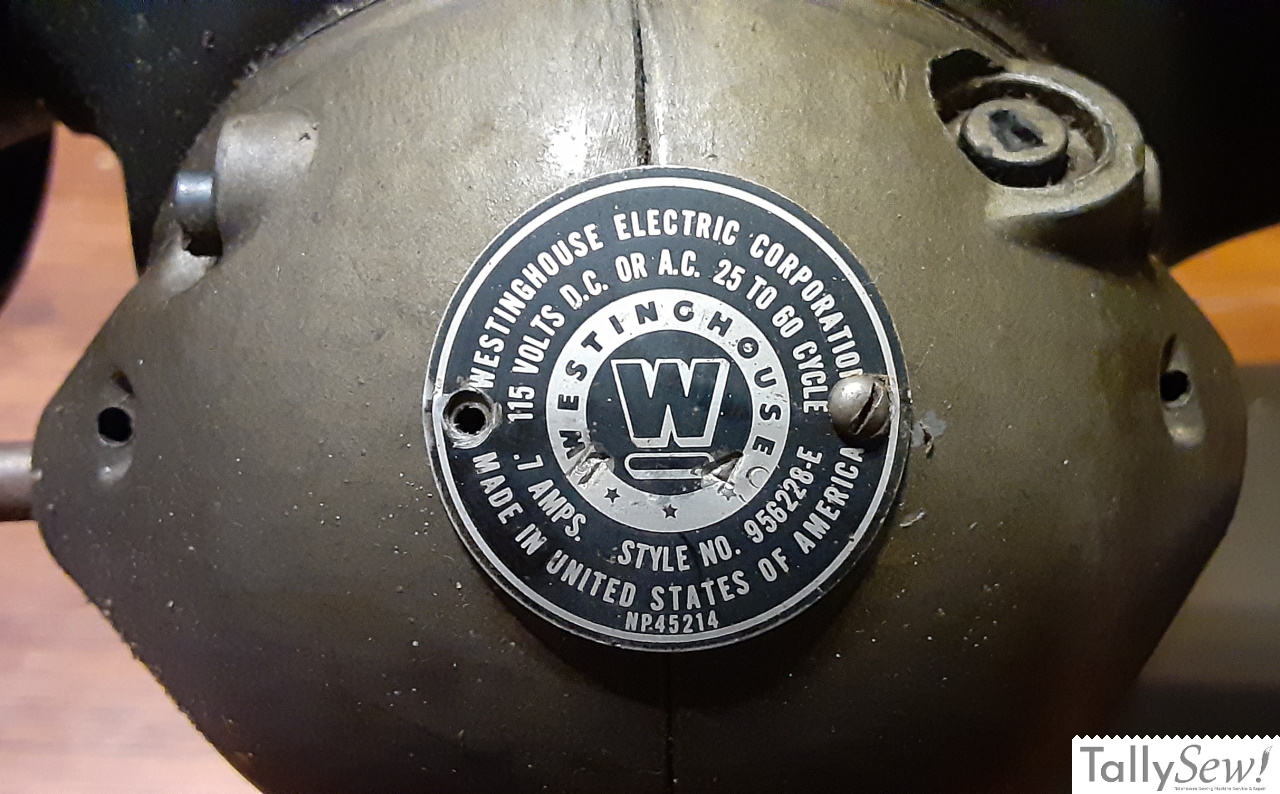 WESTINGHOUSE ELECTRIC CORPORATION
115 VOLTS D.C. OR A.C. 25 TO 60 CYCLE
WESTINGHOUSE
W
.7 AMPS. STYLE NO. 956228-E
MADE IN UNITED STATES OF AMERICA
NP.45214
TallySew!